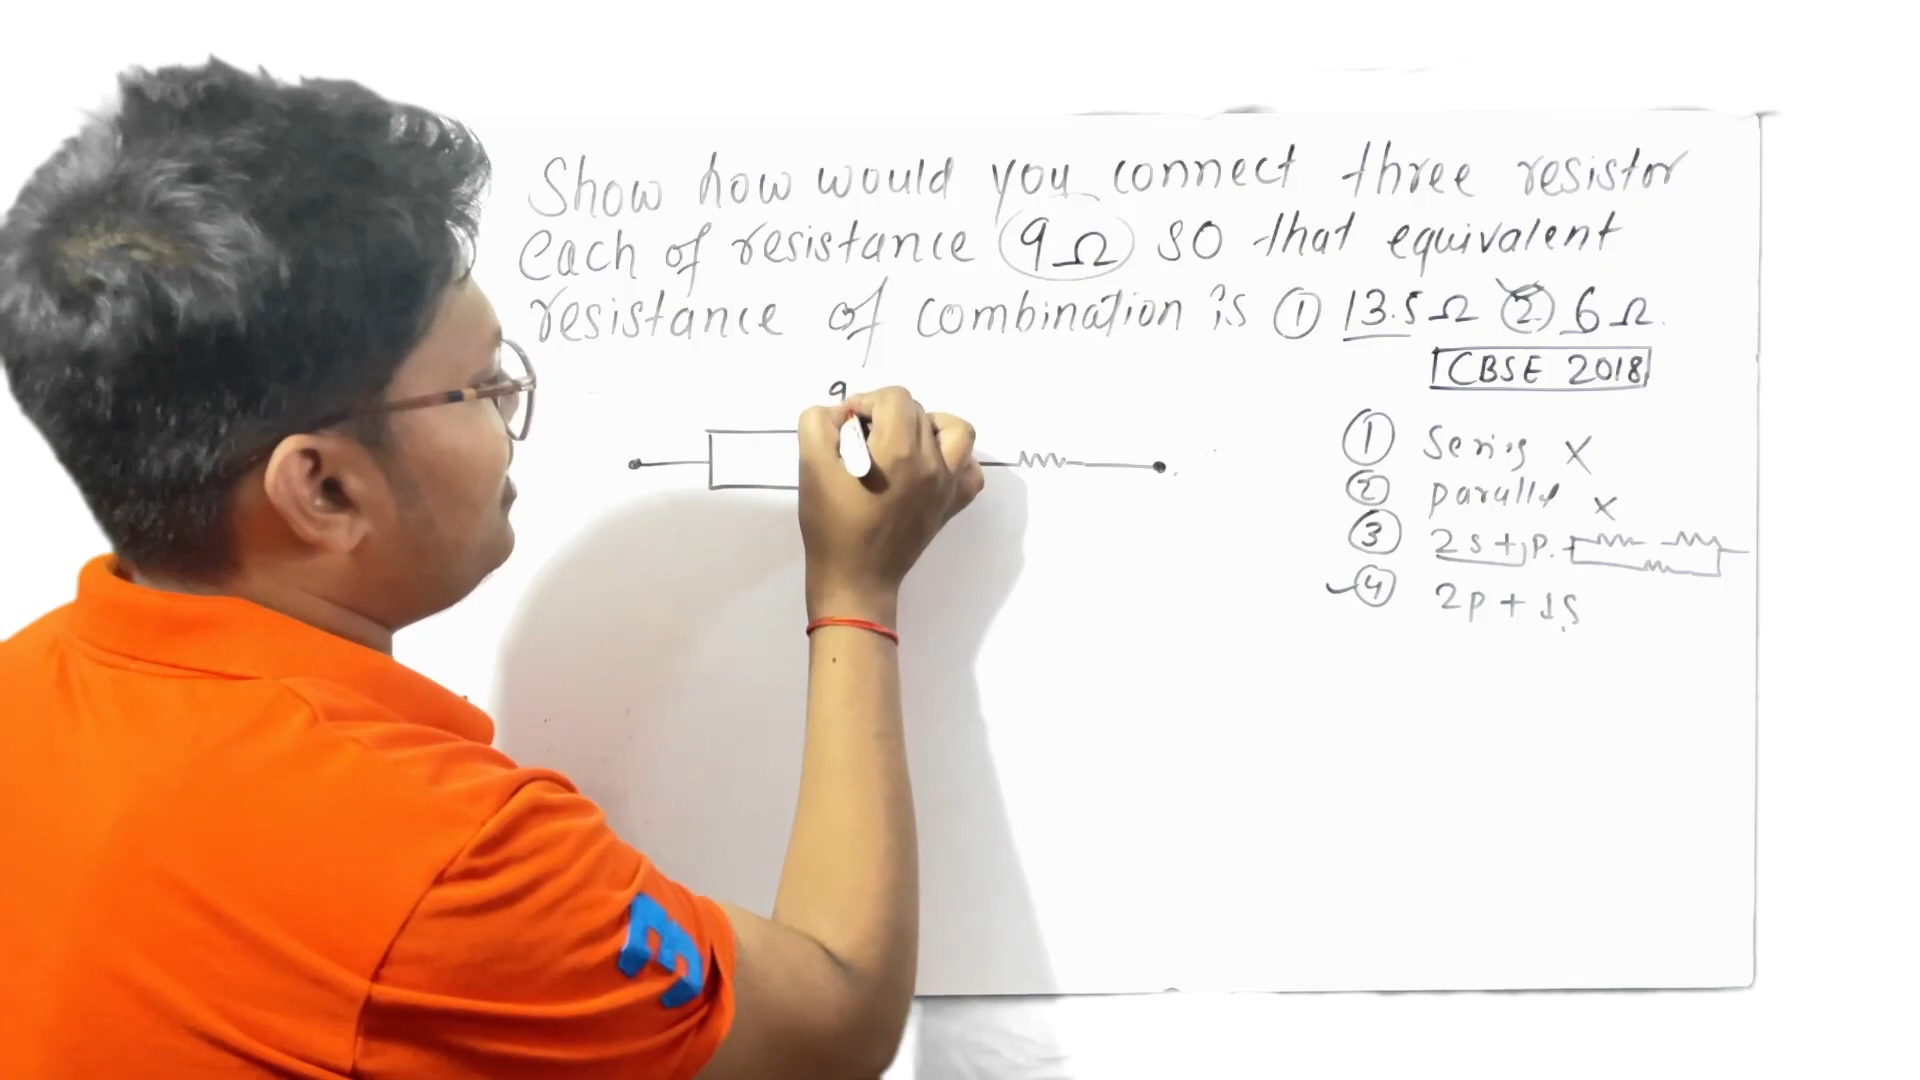 Show how would you connect three resistor
each of resistance 9Ω so that equivalent
resistance of combination is ① 13.5Ω ② 6Ω.
CBSE 2018
9
① Series X
② parallel X
③ 2s + 1p.
④ 2p + 1s